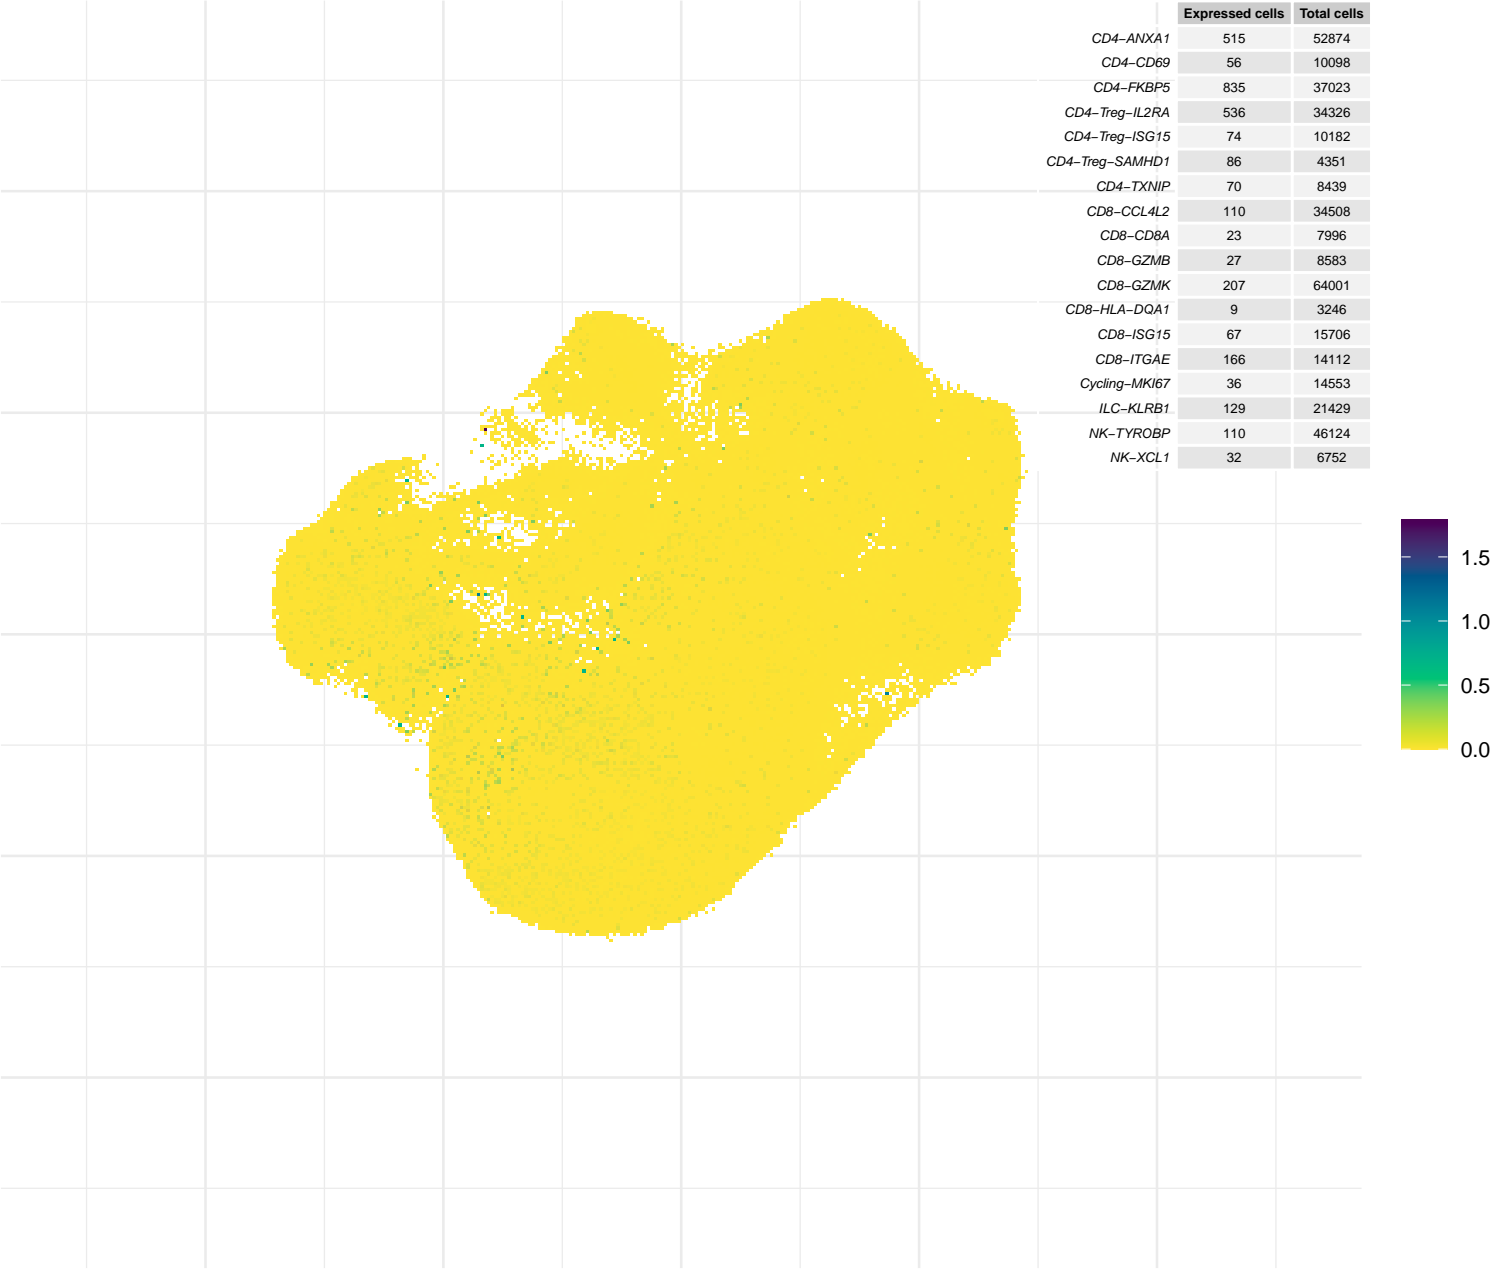 Expressed cells Total cells
CD4−ANXA1 515 52874
CD4−CD69 56 10098
CD4−FKBP5 835 37023
CD4−Treg−IL2RA 536 34326
CD4−Treg−ISG15 74 10182
CD4−Treg−SAMHD1 86 4351
CD4−TXNIP 70 8439
CD8−CCL4L2 110 34508
CD8−CD8A 23 7996
CD8−GZMB 27 8583
CD8−GZMK 207 64001
CD8−HLA−DQA1 9 3246
CD8−ISG15 67 15706
CD8−ITGAE 166 14112
Cycling−MKI67 36 14553
ILC−KLRB1 129 21429
NK−TYROBP 110 46124
NK−XCL1 32 6752
1.5
1.0
0.5
0.0